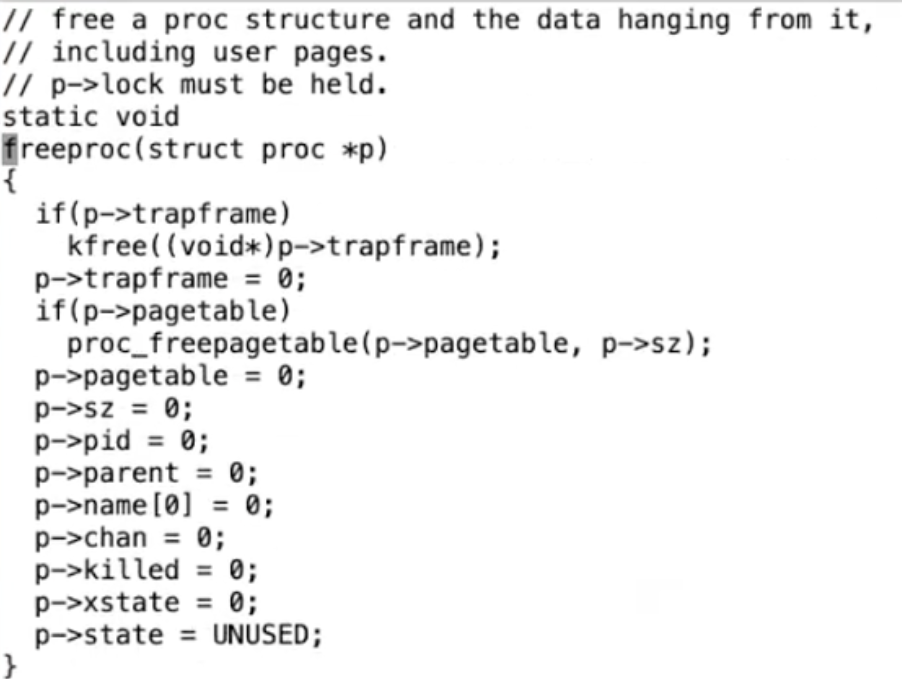 // free a proc structure and the data hanging from it,
// including user pages.
// p->lock must be held.
static void
freeproc(struct proc *p)
{
  if(p->trapframe)
    kfree((void*)p->trapframe);
  p->trapframe = 0;
  if(p->pagetable)
    proc_freepagetable(p->pagetable, p->sz);
  p->pagetable = 0;
  p->sz = 0;
  p->pid = 0;
  p->parent = 0;
  p->name[0] = 0;
  p->chan = 0;
  p->killed = 0;
  p->xstate = 0;
  p->state = UNUSED;
}